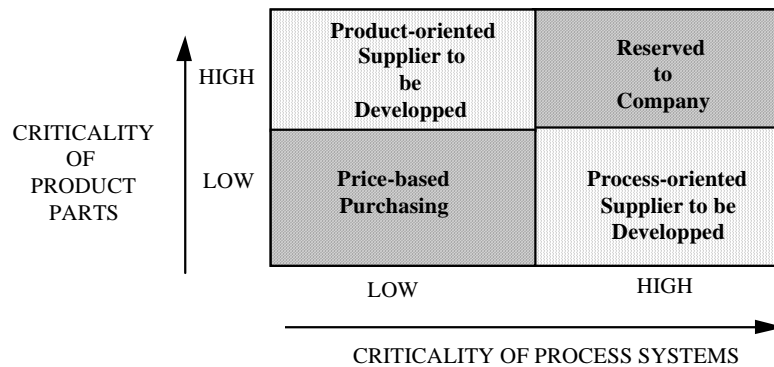 Product-oriented
Supplier to
be
Developped
Reserved
to
Company
HIGH
CRITICALITY
OF
PRODUCT
PARTS
LOW
Price-based
Purchasing
Process-oriented
Supplier to be
Developped
LOW
HIGH
CRITICALITY OF PROCESS SYSTEMS